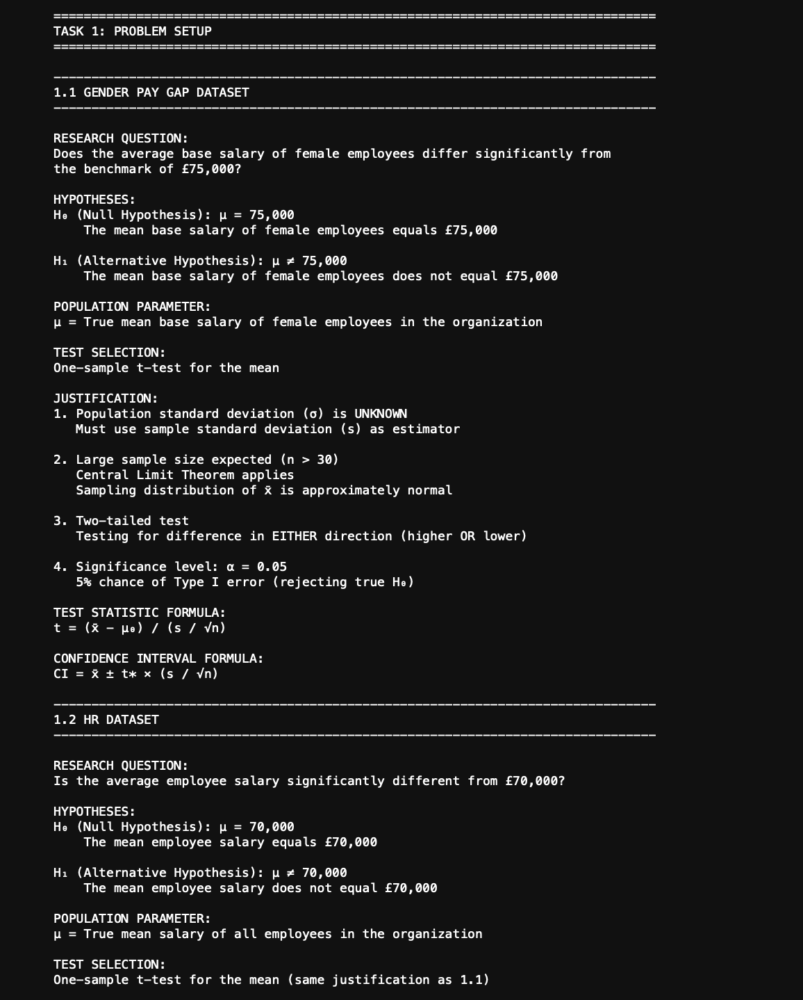 ================================================================================
TASK 1: PROBLEM SETUP
================================================================================
--------------------------------------------------------------------------------
1.1 GENDER PAY GAP DATASET
--------------------------------------------------------------------------------
RESEARCH QUESTION:
Does the average base salary of female employees differ significantly from
the benchmark of £75,000?
HYPOTHESES:
H₀ (Null Hypothesis): μ = 75,000
The mean base salary of female employees equals £75,000
H₁ (Alternative Hypothesis): μ ≠ 75,000
The mean base salary of female employees does not equal £75,000
POPULATION PARAMETER:
μ = True mean base salary of female employees in the organization
TEST SELECTION:
One-sample t-test for the mean
JUSTIFICATION:
1. Population standard deviation (σ) is UNKNOWN
Must use sample standard deviation (s) as estimator
2. Large sample size expected (n > 30)
Central Limit Theorem applies
Sampling distribution of x̄ is approximately normal
3. Two-tailed test
Testing for difference in EITHER direction (higher OR lower)
4. Significance level: α = 0.05
5% chance of Type I error (rejecting true H₀)
TEST STATISTIC FORMULA:
t = (x̄ - μ₀) / (s / √n)
CONFIDENCE INTERVAL FORMULA:
CI = x̄ ± t* × (s / √n)
--------------------------------------------------------------------------------
1.2 HR DATASET
--------------------------------------------------------------------------------
RESEARCH QUESTION:
Is the average employee salary significantly different from £70,000?
HYPOTHESES:
H₀ (Null Hypothesis): μ = 70,000
The mean employee salary equals £70,000
H₁ (Alternative Hypothesis): μ ≠ 70,000
The mean employee salary does not equal £70,000
POPULATION PARAMETER:
μ = True mean salary of all employees in the organization
TEST SELECTION:
One-sample t-test for the mean (same justification as 1.1)